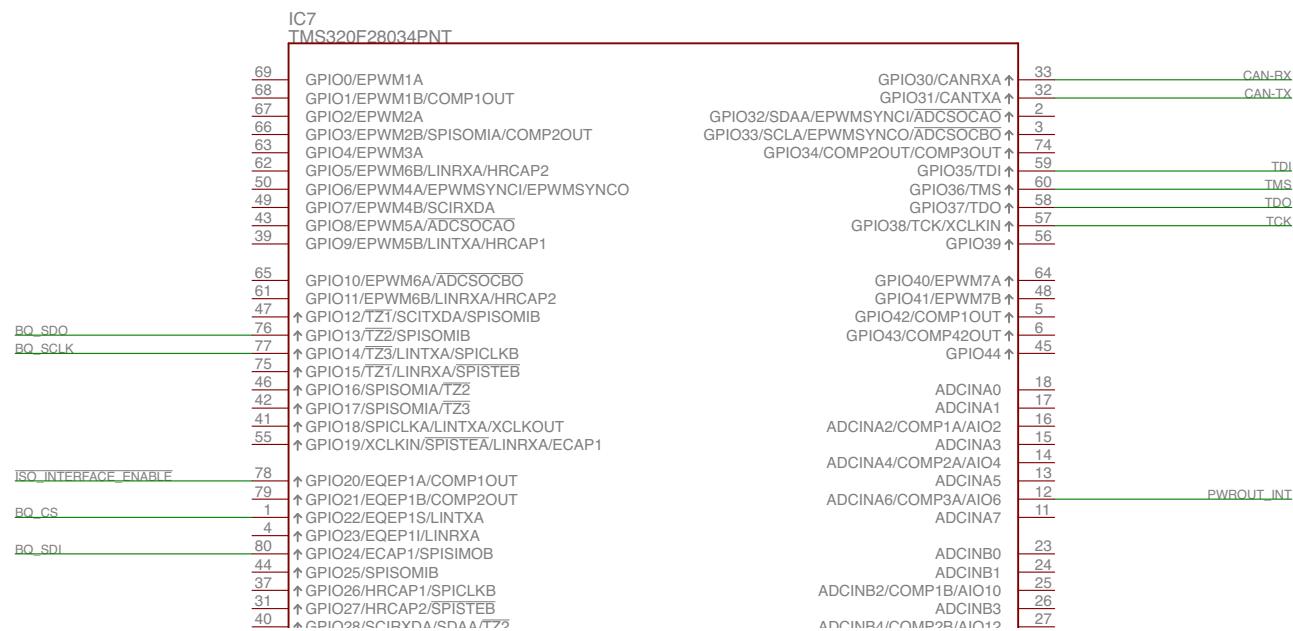 IC7
TMS320F28034PNT
69 GPIO0/EPWM1A GPIO30/CANRXA 33 CAN-RX
68 GPIO1/EPWM1B/COMP1OUT GPIO31/CANTXA 32 CAN-TX
67 GPIO2/EPWM2A GPIO32/SDAA/EPWMSYNCI/ADCSOCAO 2
66 GPIO3/EPWM2B/SPISOMIA/COMP2OUT GPIO33/SCLA/EPWMSYNCO/ADCSOCBO 3
63 GPIO4/EPWM3A GPIO34/COMP2OUT/COMP3OUT 74
62 GPIO5/EPWM6B/LINRXA/HRCAP2 GPIO35/TDI 59 TDI
50 GPIO6/EPWM4A/EPWMSYNCI/EPWMSYNCO GPIO36/TMS 60 TMS
49 GPIO7/EPWM4B/SCIRXDA GPIO37/TDO 58 TDO
43 GPIO8/EPWM5A/ADCSOCAO GPIO38/TCK/XCLKIN 57 TCK
39 GPIO9/EPWM5B/LINTXA/HRCAP1 GPIO39 56
65 GPIO10/EPWM6A/ADCSOCBO GPIO40/EPWM7A 64
61 GPIO11/EPWM6B/LINRXA/HRCAP2 GPIO41/EPWM7B 48
47 GPIO12/TZ1/SCITXDA/SPISOMIB GPIO42/COMP1OUT 5
BQ_SDO 76 GPIO13/TZ2/SPISOMIB GPIO43/COMP42OUT 6
BQ_SCLK 77 GPIO14/TZ3/LINTXA/SPICLKB GPIO44 45
75 GPIO15/TZ1/LINRXA/SPISTEB
46 GPIO16/SPISOMIA/TZ2 ADCINA0 18
42 GPIO17/SPISOMIA/TZ3 ADCINA1 17
41 GPIO18/SPICLKA/LINTXA/XCLKOUT ADCINA2/COMP1A/AIO2 16
55 GPIO19/XCLKIN/SPISTEA/LINRXA/ECAP1 ADCINA3 15
ADCINA4/COMP2A/AIO4 14
ISO_INTERFACE_ENABLE 78 GPIO20/EQEP1A/COMP1OUT ADCINA5 13
79 GPIO21/EQEP1B/COMP2OUT ADCINA6/COMP3A/AIO6 12 PWROUT_INT
BQ_CS 1 GPIO22/EQEP1S/LINTXA ADCINA7 11
4 GPIO23/EQEP1I/LINRXA
BQ_SDI 80 GPIO24/ECAP1/SPISIMOB ADCINB0 23
44 GPIO25/SPISOMIB ADCINB1 24
37 GPIO26/HRCAP1/SPICLKB ADCINB2/COMP1B/AIO10 25
31 GPIO27/HRCAP2/SPISTEB ADCINB3 26
40 GPIO28/SCIRXDA/SDAA/TZ2 ADCINB4/COMP2B/AIO12 27